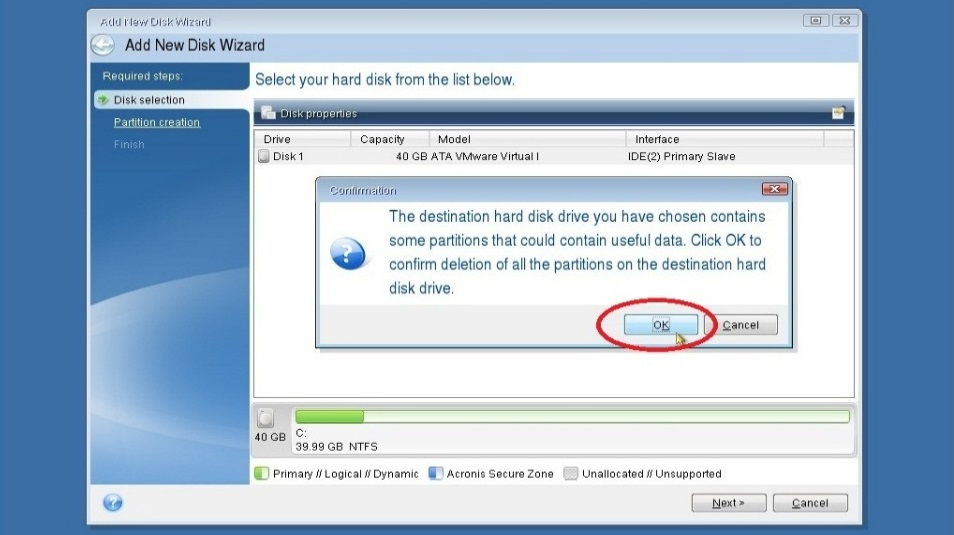 Add New Disk Wizard
Add New Disk Wizard
Required steps:
Disk selection
Partition creation
Finish
Select your hard disk from the list below.
Disk properties
Drive Capacity Model Interface
Disk 1 40 GB ATA VMware Virtual I IDE(2) Primary Slave
Confirmation
The destination hard disk drive you have chosen contains
some partitions that could contain useful data. Click OK to
confirm deletion of all the partitions on the destination hard
disk drive.
OK Cancel
40 GB
C:
39.99 GB NTFS
Primary // Logical // Dynamic Acronis Secure Zone Unallocated // Unsupported
Next > Cancel